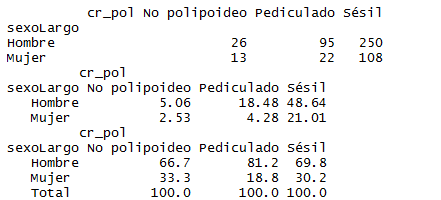 cr_pol No polipoideo Pediculado Sésil
sexoLargo
Hombre 26 95 250
Mujer 13 22 108
cr_pol
sexoLargo No polipoideo Pediculado Sésil
Hombre 5.06 18.48 48.64
Mujer 2.53 4.28 21.01
cr_pol
sexoLargo No polipoideo Pediculado Sésil
Hombre 66.7 81.2 69.8
Mujer 33.3 18.8 30.2
Total 100.0 100.0 100.0